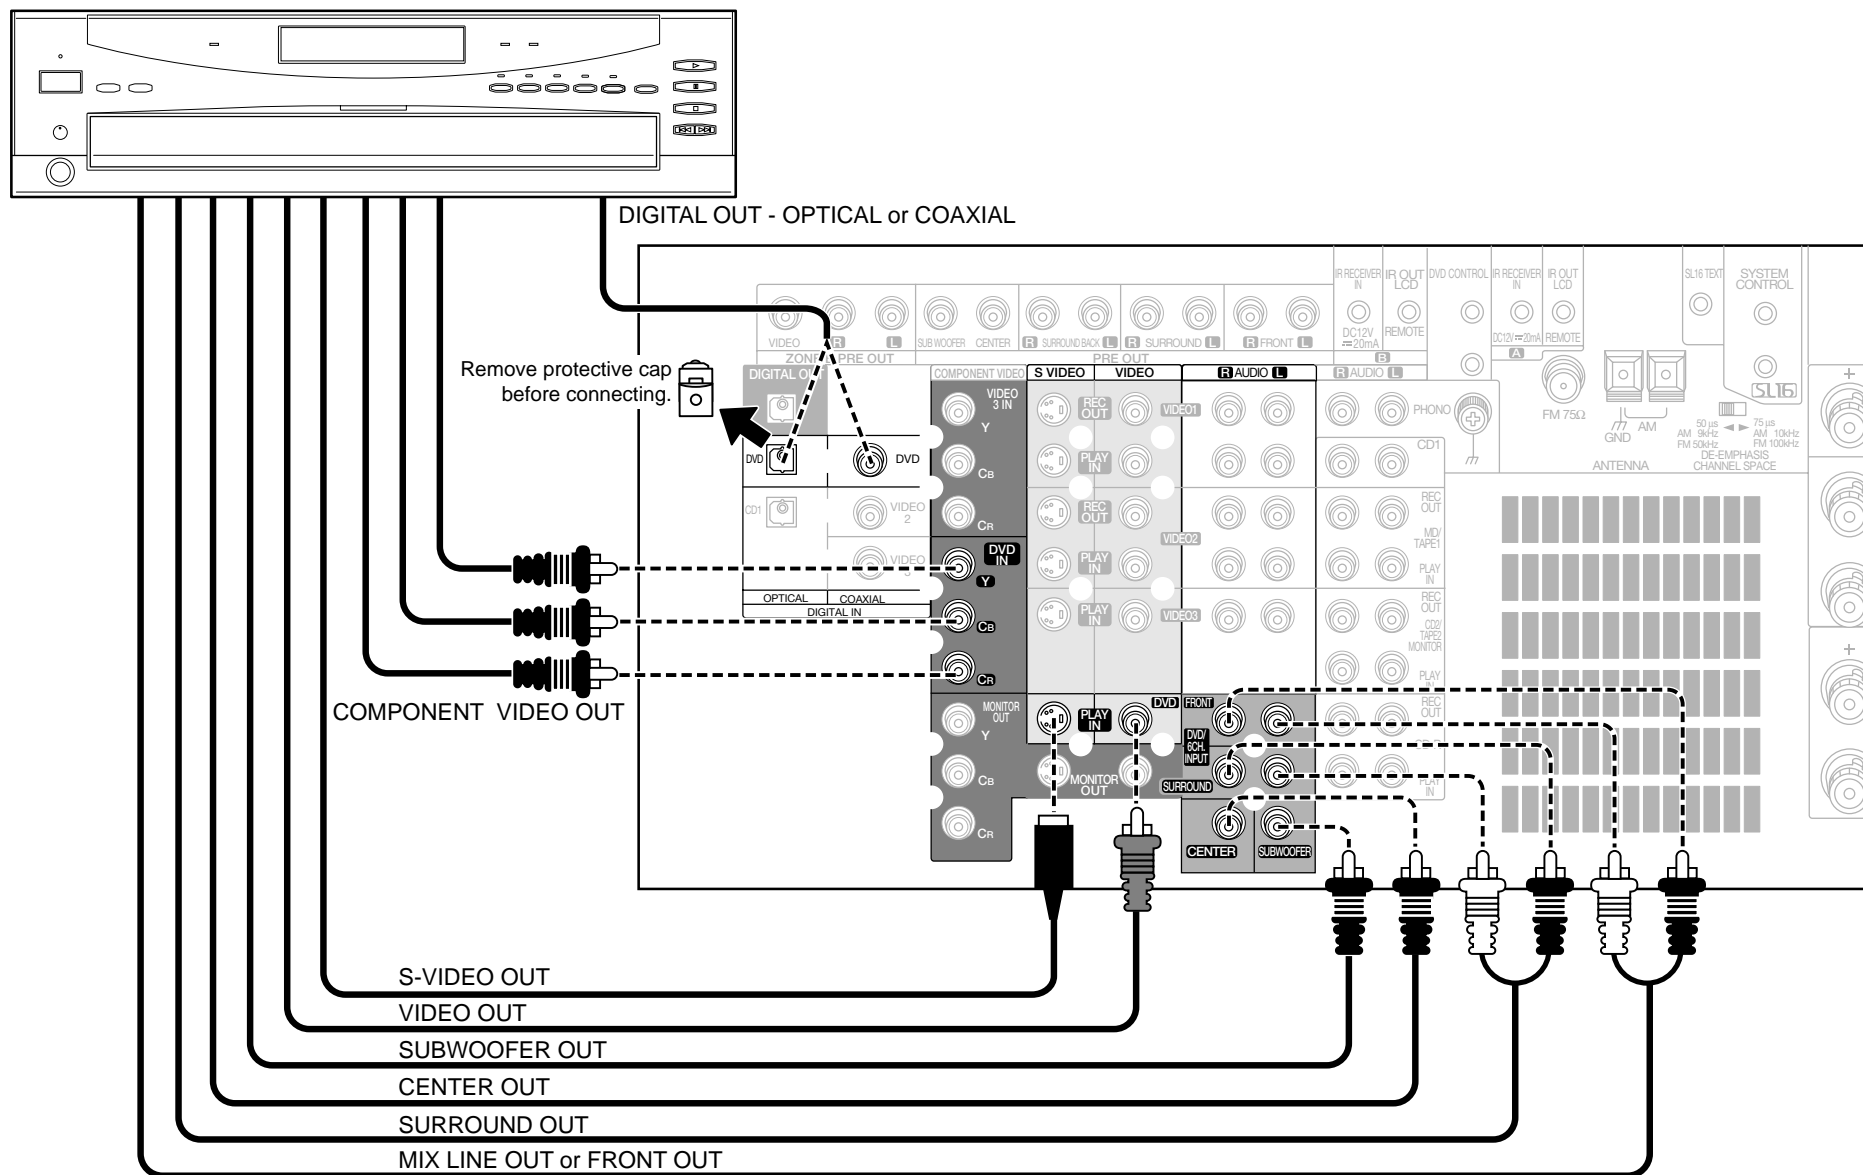 DIGITAL OUT - OPTICAL or COAXIAL
IR RECEIVER IN
IR OUT LCD
DVD CONTROL
IR RECEIVER IN
IR OUT LCD
SL16 TEXT
SYSTEM CONTROL
DC12V 20mA
REMOTE
DC12V 20mA
REMOTE
VIDEO
R
L
SUB WOOFER
CENTER
R SURROUND BACK L
R SURROUND L
R FRONT L
B
A
PRE OUT
PRE OUT
SL16
Remove protective cap
before connecting.
DIGITAL OUT
COMPONENT VIDEO
S VIDEO
VIDEO
R AUDIO L
R AUDIO L
VIDEO 3 IN
Y
CB
CR
REC OUT
VIDEO1
PLAY IN
REC OUT
VIDEO2
PLAY IN
PLAY IN
VIDEO3
PHONO
FM 75Ω
GND
AM
50 µs
AM 9kHz
FM 50kHz
75 µs
AM 10kHz
FM 100kHz
DE-EMPHASIS
CHANNEL SPACE
ANTENNA
CD1
REC OUT
MD/ TAPE1
PLAY IN
REC OUT
CD2/ TAPE2 MONITOR
PLAY IN
REC OUT
PLAY IN
DVD
DVD
CD1
VIDEO 2
VIDEO
OPTICAL
COAXIAL
DIGITAL IN
DVD IN
Y
CB
CR
COMPONENT VIDEO OUT
MONITOR OUT
Y
CB
CR
PLAY IN
DVD
FRONT
DVD/ 6CH. INPUT
SURROUND
MONITOR OUT
CENTER
SUBWOOFER
S-VIDEO OUT
VIDEO OUT
SUBWOOFER OUT
CENTER OUT
SURROUND OUT
MIX LINE OUT or FRONT OUT